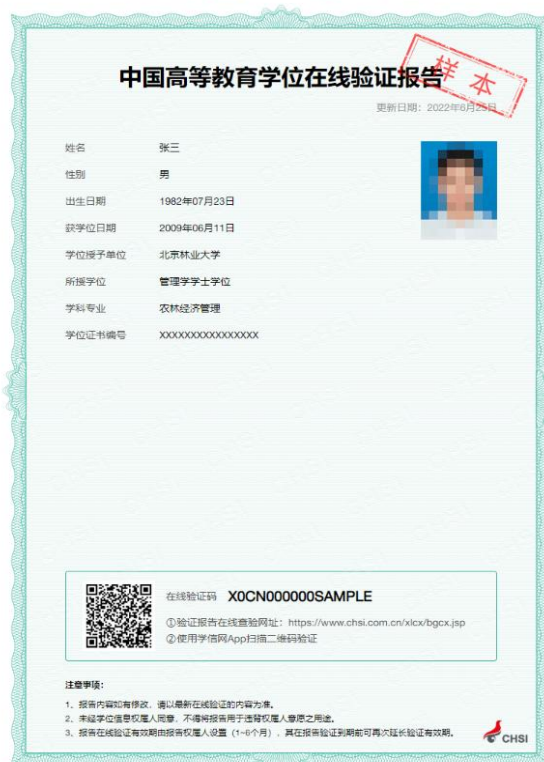 中国高等教育学位在线验证报告
样本
更新日期：2022年6月25日
姓名 张三
性别 男
出生日期 1982年07月23日
获学位日期 2009年06月11日
学位授予单位 北京林业大学
所授学位 管理学学士学位
学科专业 农林经济管理
学位证书编号 XXXXXXXXXXXXXXXX
在线验证码 X0CN000000SAMPLE
①验证报告在线查验网址：https://www.chsi.com.cn/xlcx/bgcx.jsp
②使用学信网App扫描二维码验证
注意事项：
1、报告内容如有修改，请以最新在线验证的内容为准。
2、未经学位信息权属人同意，不得将报告用于违背权属人意愿之用途。
3、报告在线验证有效期由报告权属人设置（1~6个月），其在报告验证到期前可再次延长验证有效期。
CHSI